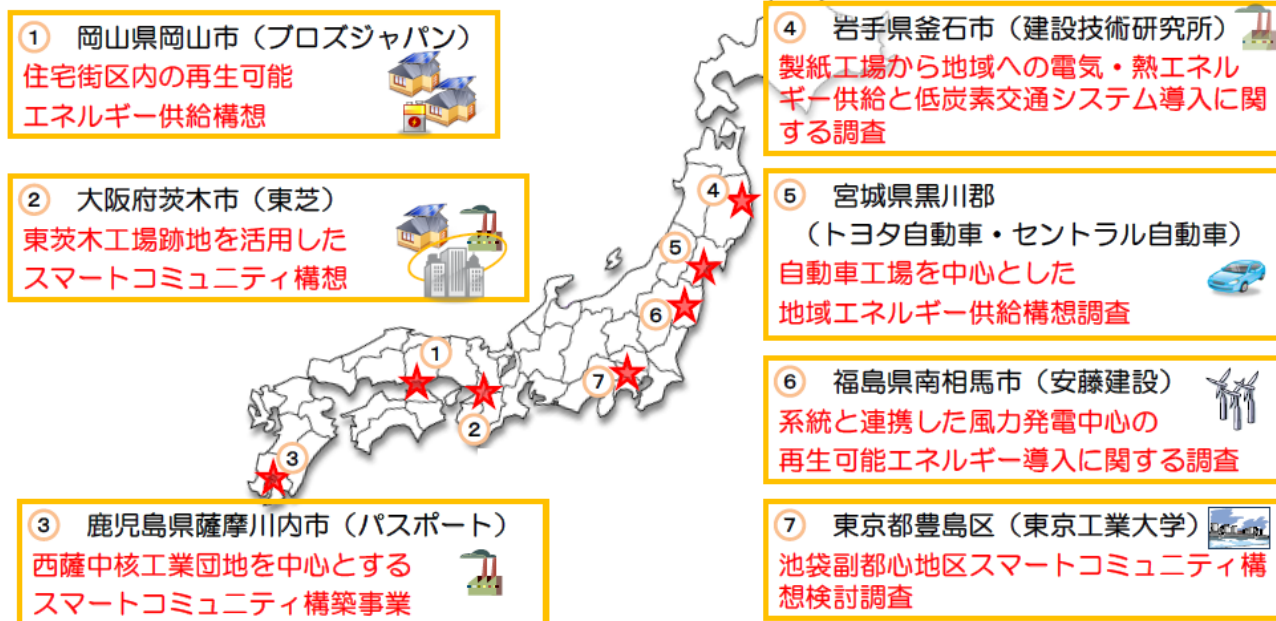 ① 岡山県岡山市（ブロズジャパン）
住宅街区内の再生可能
エネルギー供給構想
② 大阪府茨木市（東芝）
東茨木工場跡地を活用した
スマートコミュニティ構想
③ 鹿児島県薩摩川内市（パスポート）
西薩中核工業団地を中心とする
スマートコミュニティ構築事業
④ 岩手県釜石市（建設技術研究所）
製紙工場から地域への電気・熱エネル
ギー供給と低炭素交通システム導入に関
する調査
⑤ 宮城県黒川郡
（トヨタ自動車・セントラル自動車）
自動車工場を中心とした
地域エネルギー供給構想調査
⑥ 福島県南相馬市（安藤建設）
系統と連携した風力発電中心の
再生可能エネルギー導入に関する調査
⑦ 東京都豊島区（東京工業大学）
池袋副都心地区スマートコミュニティ構
想検討調査
④
⑤
⑥
①
⑦
②
③